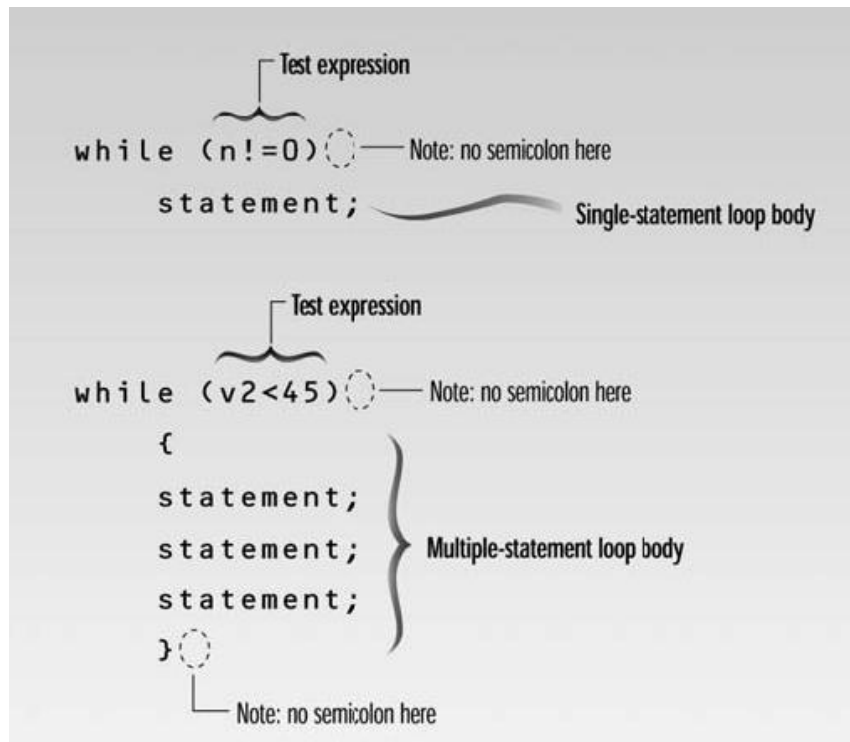 Test expression
while (n!=0) Note: no semicolon here
statement; Single-statement loop body
Test expression
while (v2<45) Note: no semicolon here
{
statement;
statement; Multiple-statement loop body
statement;
}
Note: no semicolon here